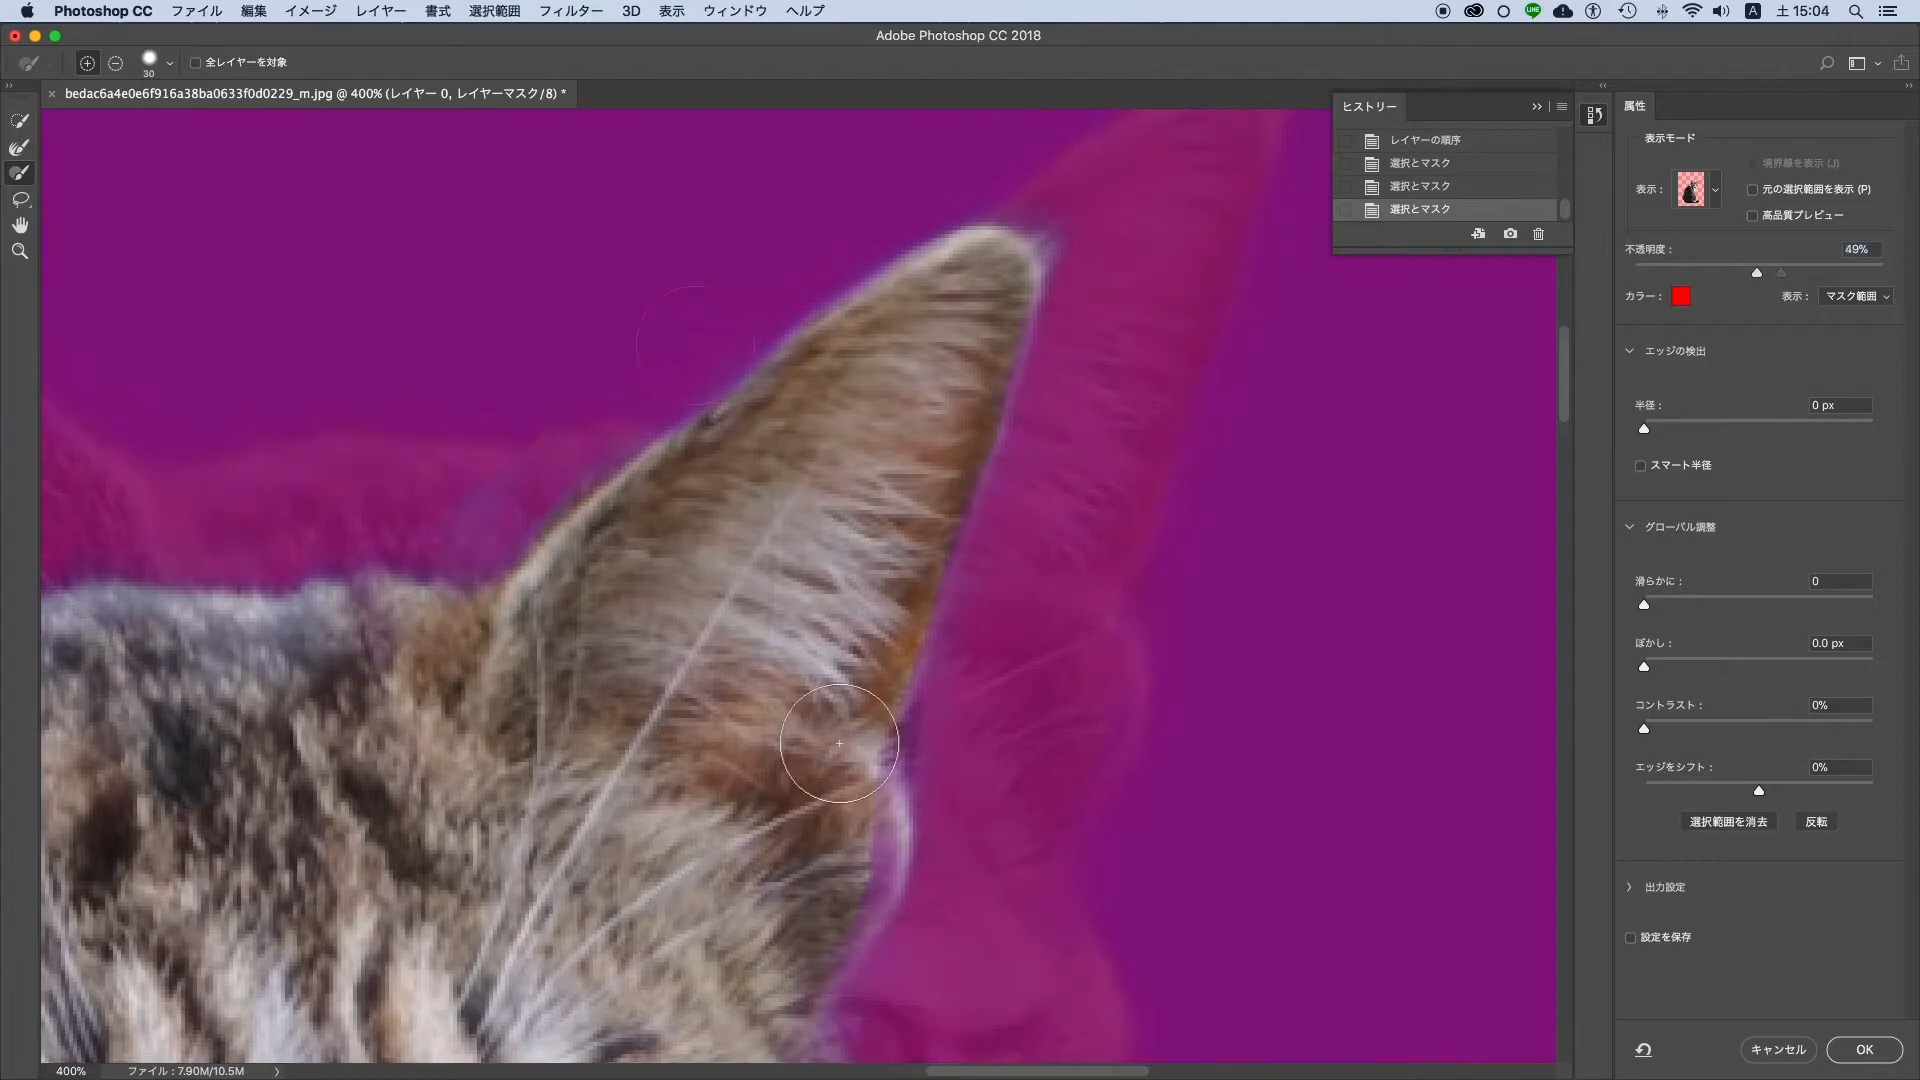 Photoshop CC ファイル 編集 イメージ レイヤー 書式 選択範囲 フィルター 3D 表示 ウィンドウ ヘルプ
LINE A 土 15:04
Adobe Photoshop CC 2018
30 全レイヤーを対象
bedac6a4e0e6f916a38ba0633f0d0229_m.jpg @ 400% (レイヤー 0, レイヤーマスク/8) *
ヒストリー
レイヤーの順序
選択とマスク
選択とマスク
選択とマスク
属性
表示モード
境界線を表示 (J)
表示 :
元の選択範囲を表示 (P)
高品質プレビュー
不透明度 : 49%
カラー : 表示 : マスク範囲
エッジの検出
半径 : 0 px
スマート半径
グローバル調整
滑らかに : 0
ぼかし : 0.0 px
コントラスト : 0%
エッジをシフト : 0%
選択範囲を消去 反転
出力設定
設定を保存
キャンセル OK
400% ファイル : 7.90M/10.5M